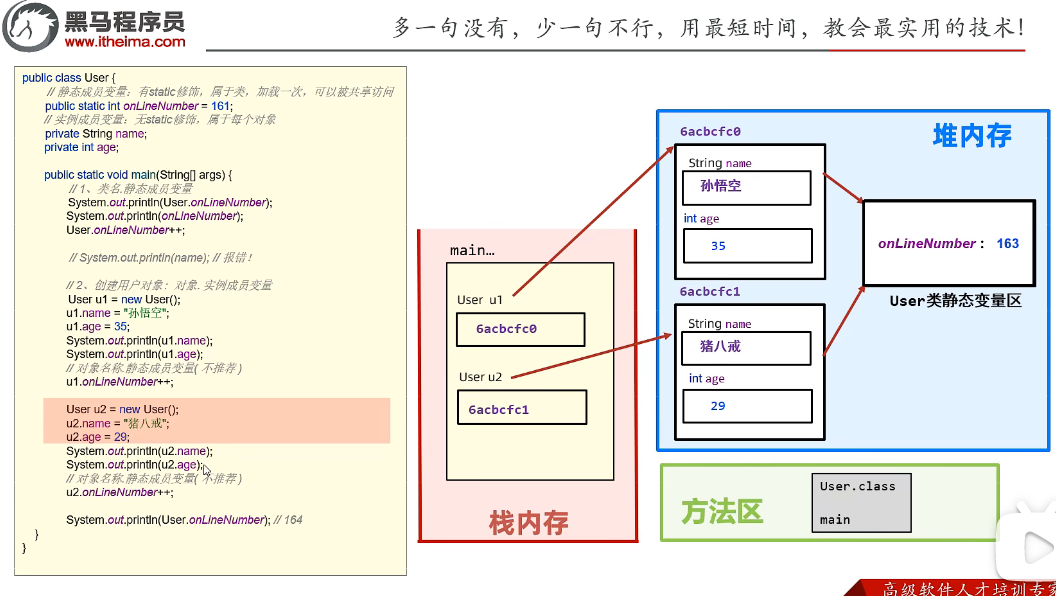 黑马程序员
www.itheima.com
多一句没有，少一句不行，用最短时间，教会最实用的技术！
public class User {
// 静态成员变量：有static修饰，属于类，加载一次，可以被共享访问
public static int onLineNumber = 161;
// 实例成员变量：无static修饰，属于每个对象
private String name;
private int age;
public static void main(String[] args) {
// 1、类名.静态成员变量
System.out.println(User.onLineNumber);
System.out.println(onLineNumber);
User.onLineNumber++;
// System.out.println(name); // 报错！
// 2、创建用户对象：对象. 实例成员变量
User u1 = new User();
u1.name = "孙悟空";
u1.age = 35;
System.out.println(u1.name);
System.out.println(u1.age);
// 对象名称.静态成员变量( 不推荐 )
u1.onLineNumber++;
User u2 = new User();
u2.name = "猪八戒";
u2.age = 29;
System.out.println(u2.name);
System.out.println(u2.age);
// 对象名称.静态成员变量( 不推荐 )
u2.onLineNumber++;
System.out.println(User.onLineNumber); // 164
}
}
main…
User u1
6acbcfc0
User u2
6acbcfc1
栈内存
堆内存
6acbcfc0
String name
孙悟空
int age
35
6acbcfc1
String name
猪八戒
int age
29
onLineNumber： 163
User类静态变量区
方法区
User.class
main
高级软件人才培训专家